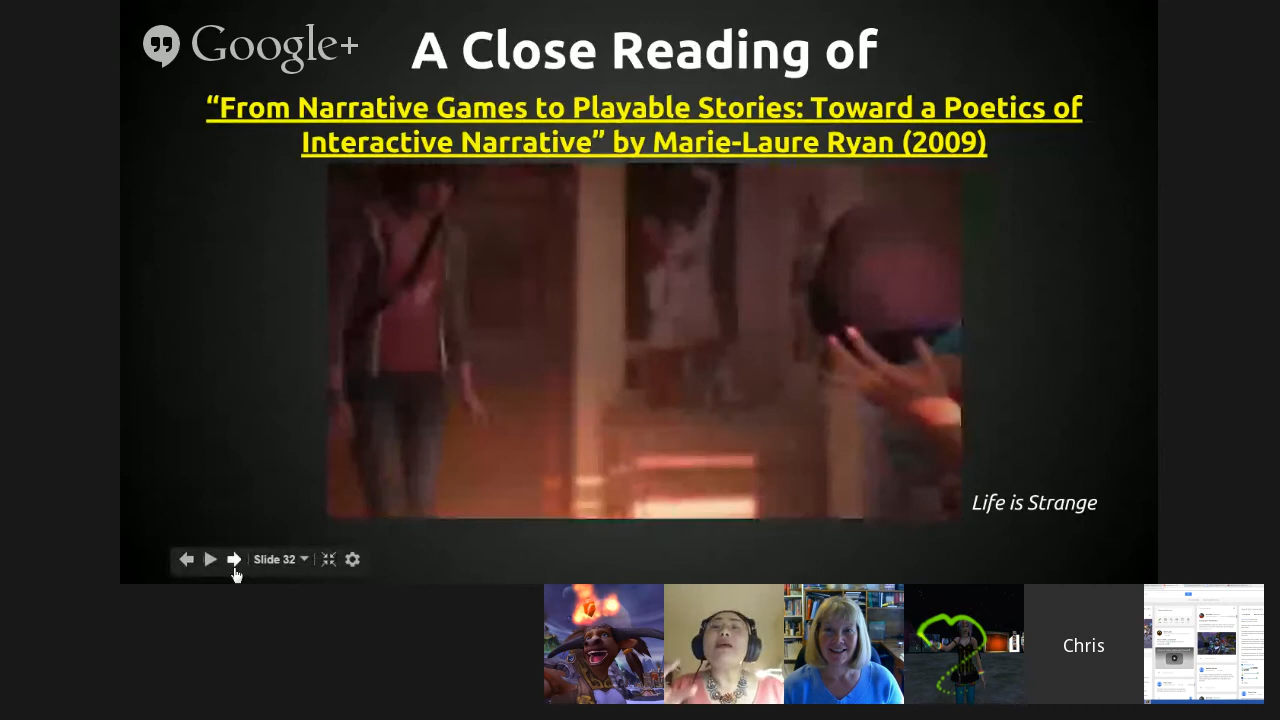 Google+
A Close Reading of
“From Narrative Games to Playable Stories: Toward a Poetics of
Interactive Narrative” by Marie-Laure Ryan (2009)
Life is Strange
Slide 32
Chris